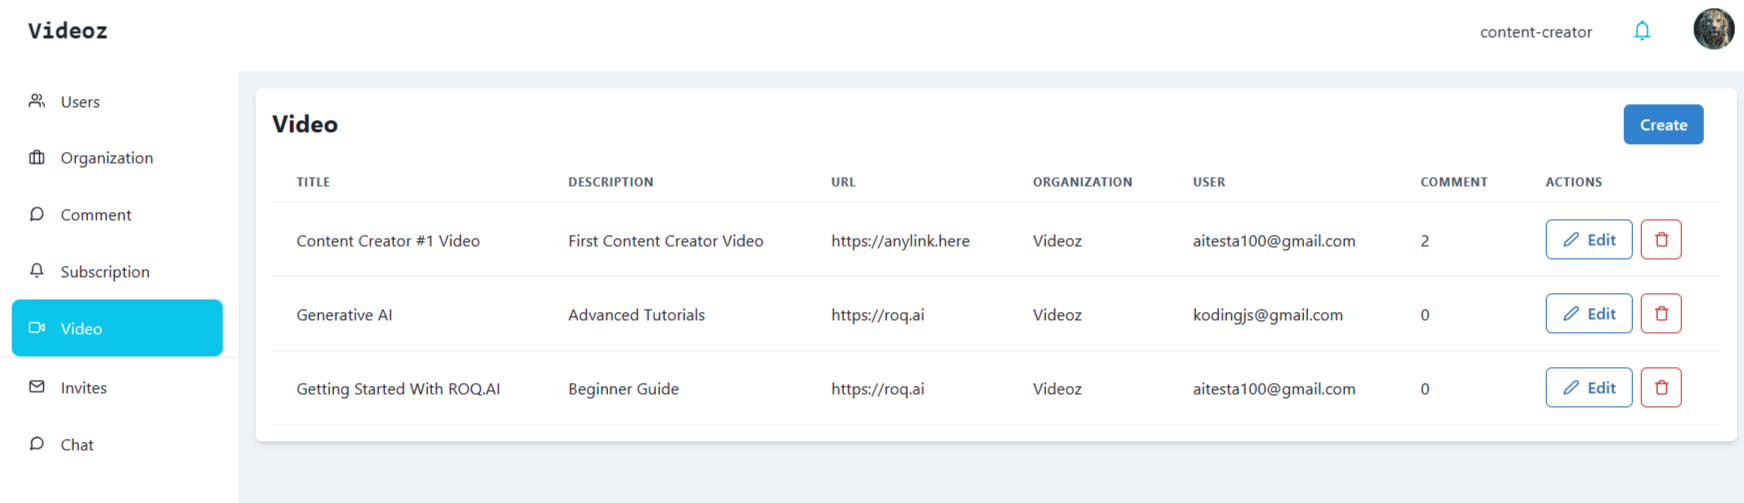 Videoz
content-creator
Users
Organization
Comment
Subscription
Video
Invites
Chat
Video
Create
TITLE DESCRIPTION URL ORGANIZATION USER COMMENT ACTIONS
Content Creator #1 Video First Content Creator Video https://anylink.here Videoz aitesta100@gmail.com 2 Edit
Generative AI Advanced Tutorials https://roq.ai Videoz kodingjs@gmail.com 0 Edit
Getting Started With ROQ.AI Beginner Guide https://roq.ai Videoz aitesta100@gmail.com 0 Edit